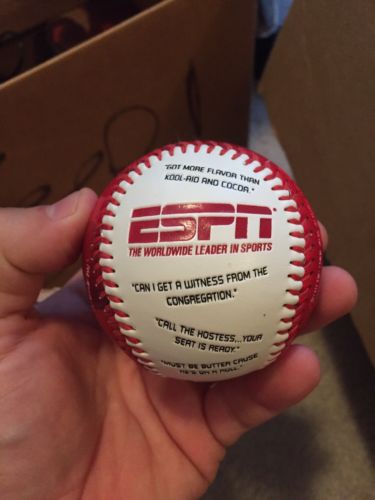 "GOT MORE FLAVOR THAN
KOOL-AID AND COCOA."
ESPN
THE WORLDWIDE LEADER IN SPORTS
"CAN I GET A WITNESS FROM THE
CONGREGATION."
"CALL THE HOSTESS...YOUR
SEAT IS READY."
"MUST BE BUTTER CAUSE
HE'S ON A ROLL."